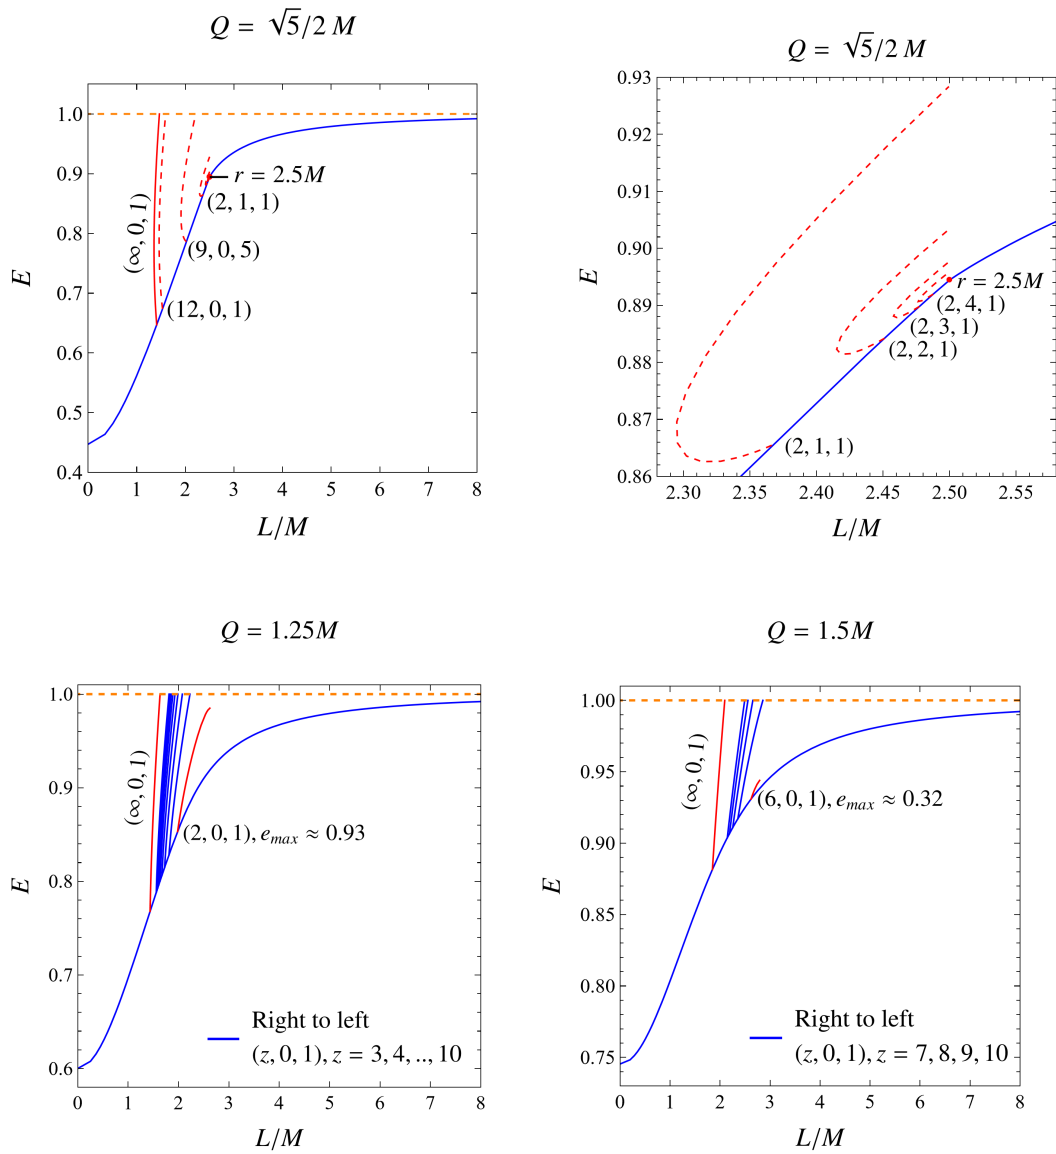 Q = √5/2 M
1.0
0.9
0.8
0.7
0.6
0.5
0.4
0 1 2 3 4 5 6 7 8
E
L/M
(∞, 0, 1)
r = 2.5M
(2, 1, 1)
(9, 0, 5)
(12, 0, 1)
Q = √5/2 M
0.93
0.92
0.91
0.90
0.89
0.88
0.87
0.86
2.30 2.35 2.40 2.45 2.50 2.55
E
L/M
r = 2.5M
(2, 4, 1)
(2, 3, 1)
(2, 2, 1)
(2, 1, 1)
Q = 1.25M
1.0
0.9
0.8
0.7
0.6
0 1 2 3 4 5 6 7 8
E
L/M
(∞, 0, 1)
(2, 0, 1), emax ≈ 0.93
Right to left
(z, 0, 1), z = 3, 4, .., 10
Q = 1.5M
1.00
0.95
0.90
0.85
0.80
0.75
0 1 2 3 4 5 6 7 8
E
L/M
(∞, 0, 1)
(6, 0, 1), emax ≈ 0.32
Right to left
(z, 0, 1), z = 7, 8, 9, 10